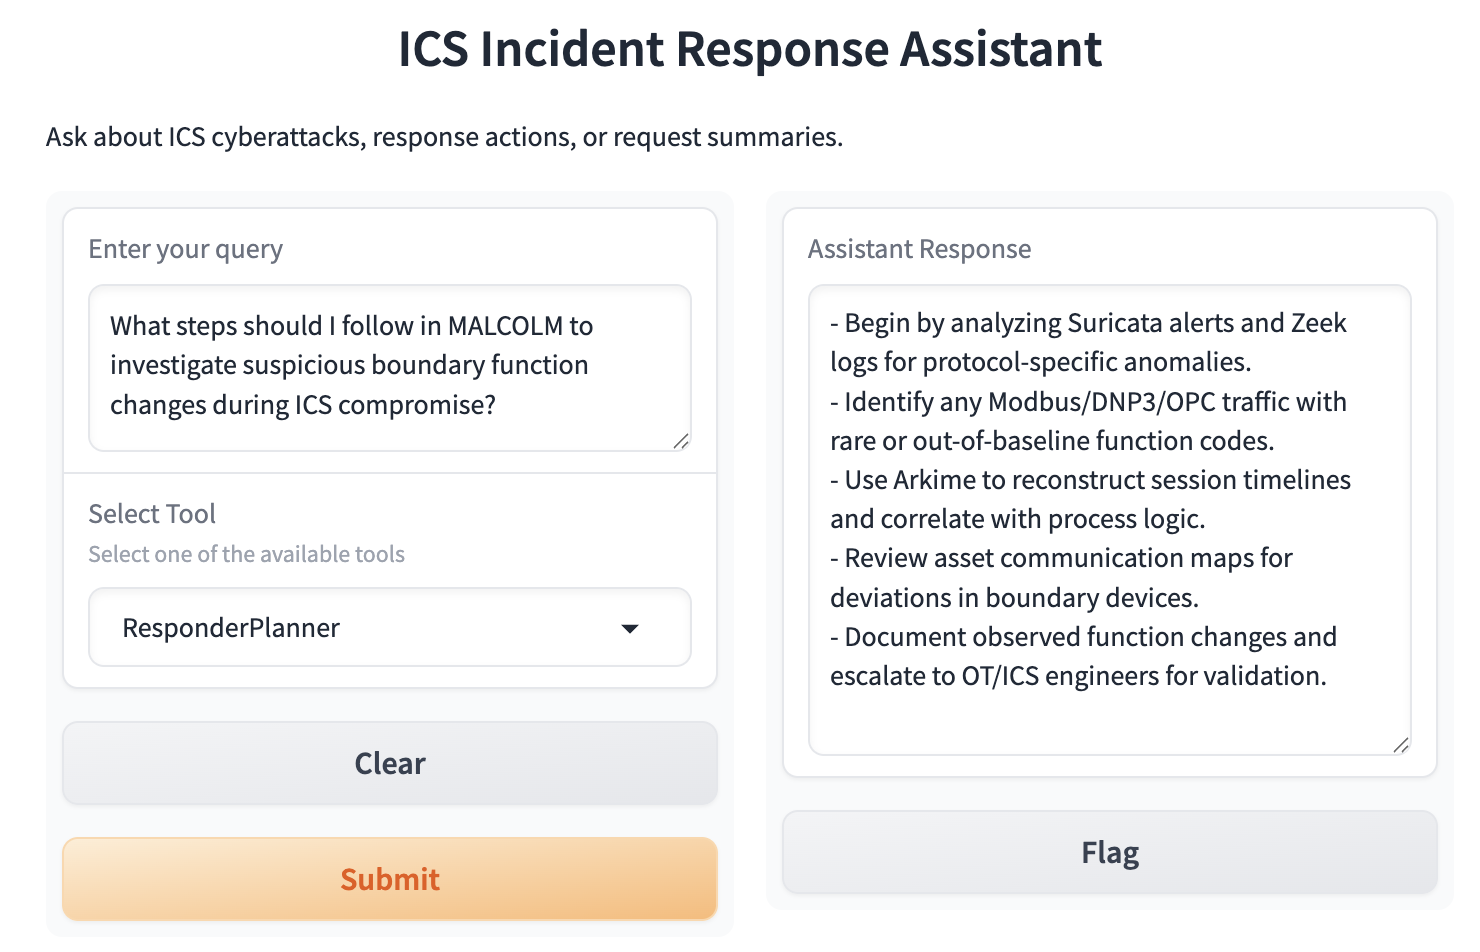 ICS Incident Response Assistant
Ask about ICS cyberattacks, response actions, or request summaries.
Enter your query
What steps should I follow in MALCOLM to
investigate suspicious boundary function
changes during ICS compromise?
Select Tool
Select one of the available tools
ResponderPlanner
Clear
Submit
Assistant Response
- Begin by analyzing Suricata alerts and Zeek
logs for protocol-specific anomalies.
- Identify any Modbus/DNP3/OPC traffic with
rare or out-of-baseline function codes.
- Use Arkime to reconstruct session timelines
and correlate with process logic.
- Review asset communication maps for
deviations in boundary devices.
- Document observed function changes and
escalate to OT/ICS engineers for validation.
Flag